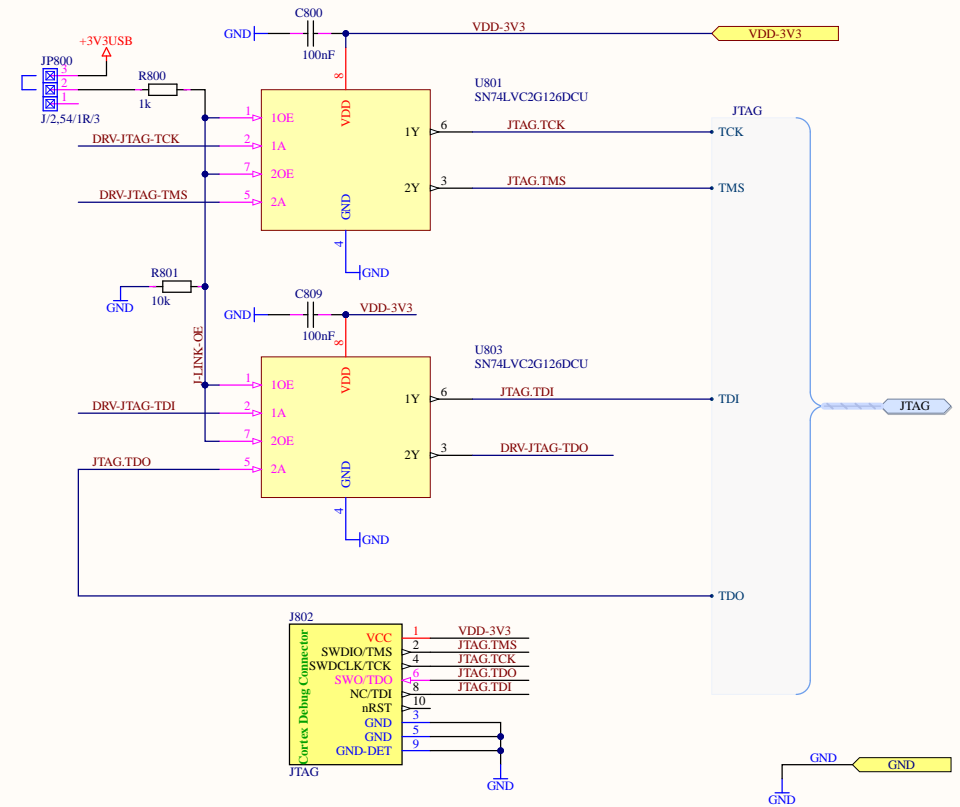 C800
GND
100nF
VDD-3V3
VDD-3V3
+3V3USB
JP800
3
2
1
J/2,54/1R/3
R800
1k
8
VDD
U801
SN74LVC2G126DCU
JTAG
1
1OE
1Y
6
JTAG.TCK
TCK
DRV-JTAG-TCK
2
1A
7
2OE
2Y
3
JTAG.TMS
TMS
DRV-JTAG-TMS
5
2A
GND
4
GND
R801
10k
GND
C809
GND
100nF
VDD-3V3
8
VDD
U803
SN74LVC2G126DCU
J-LINK-OE
1
1OE
1Y
6
JTAG.TDI
TDI
JTAG
DRV-JTAG-TDI
2
1A
7
2OE
2Y
3
DRV-JTAG-TDO
JTAG.TDO
5
2A
GND
4
GND
TDO
J802
Cortex Debug Connector
VCC
1
VDD-3V3
SWDIO/TMS
2
JTAG.TMS
SWDCLK/TCK
4
JTAG.TCK
SWO/TDO
6
JTAG.TDO
NC/TDI
8
JTAG.TDI
nRST
10
GND
3
GND
5
GND-DET
9
JTAG
GND
GND
GND
GND